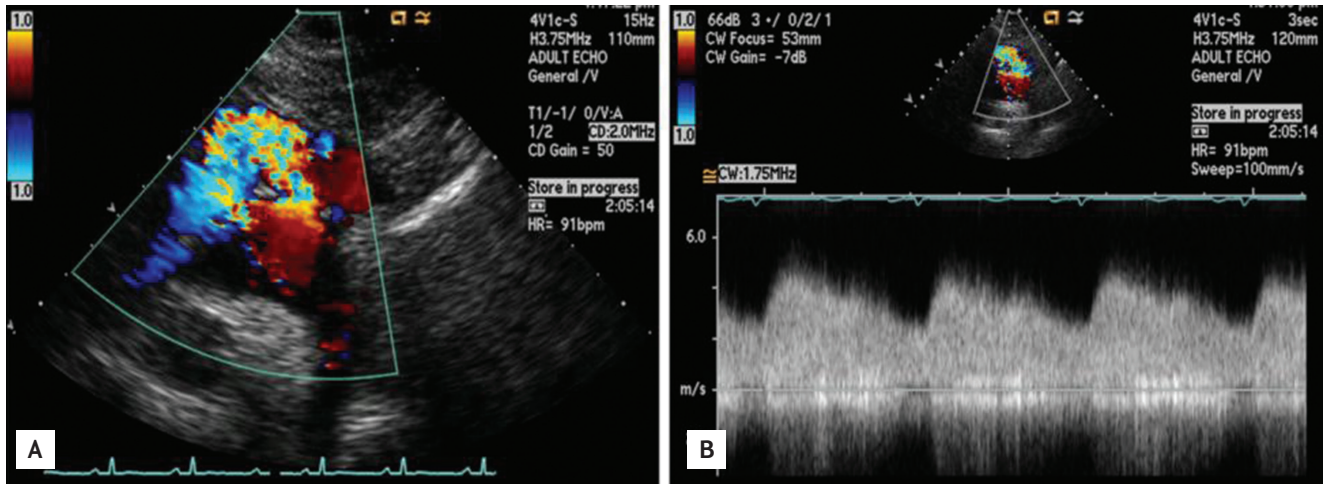 1.0
1.0
4V1c-S 15Hz
H3.75MHz 110mm
ADULT ECHO
General /V
T1/-1/ 0/V:A
1/2 CD:2.0MHz
CD Gain = 50
Store in progress
2:05:14
HR= 91bpm
A
1.0
1.0
66dB 3 •/ 0/2/1
CW Focus= 53mm
CW Gain= -7dB
4V1c-S 3sec
H3.75MHz 120mm
ADULT ECHO
General /V
Store in progress
2:05:14
HR= 91bpm
Sweep=100mm/s
CW:1.75MHz
6.0
m/s
B